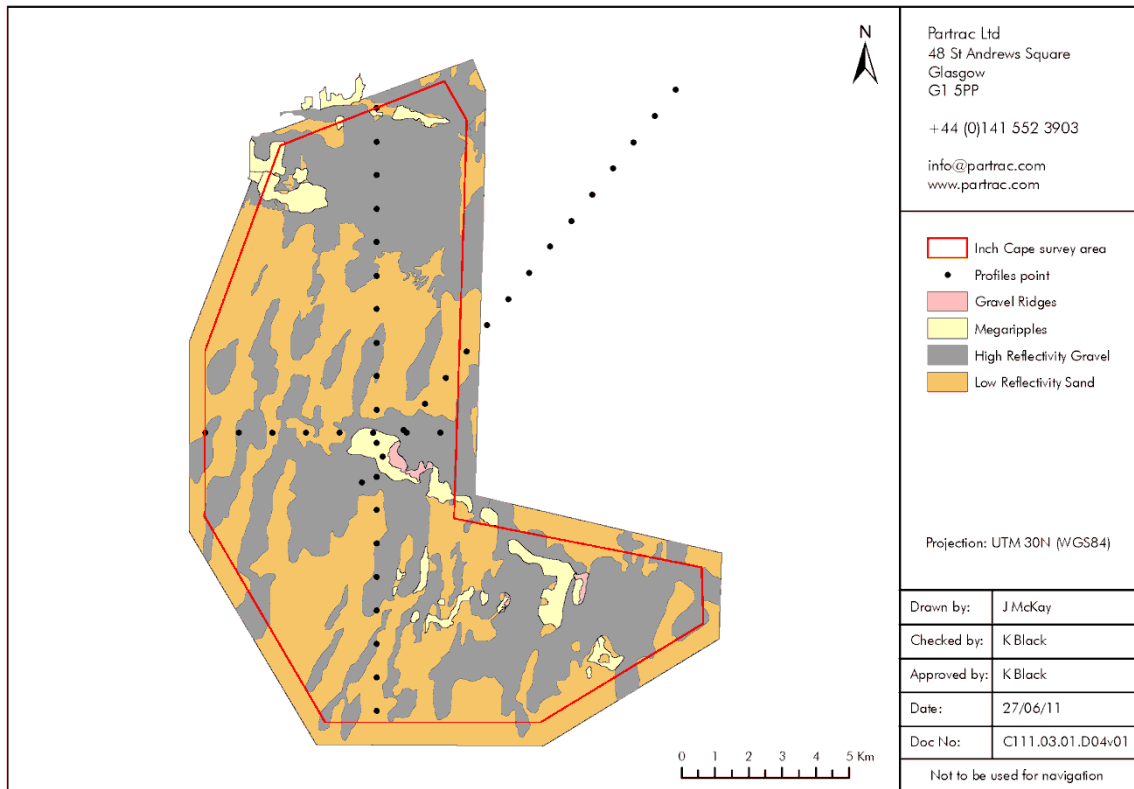 N
Partrac Ltd
48 St Andrews Square
Glasgow
G1 5PP
+44 (0)141 552 3903
info@partrac.com
www.partrac.com
Inch Cape survey area
Profiles point
Gravel Ridges
Megaripples
High Reflectivity Gravel
Low Reflectivity Sand
Projection: UTM 30N (WGS84)
Drawn by: J McKay
Checked by: K Black
Approved by: K Black
Date: 27/06/11
Doc No: C111.03.01.D04v01
Not to be used for navigation
0 1 2 3 4 5 Km